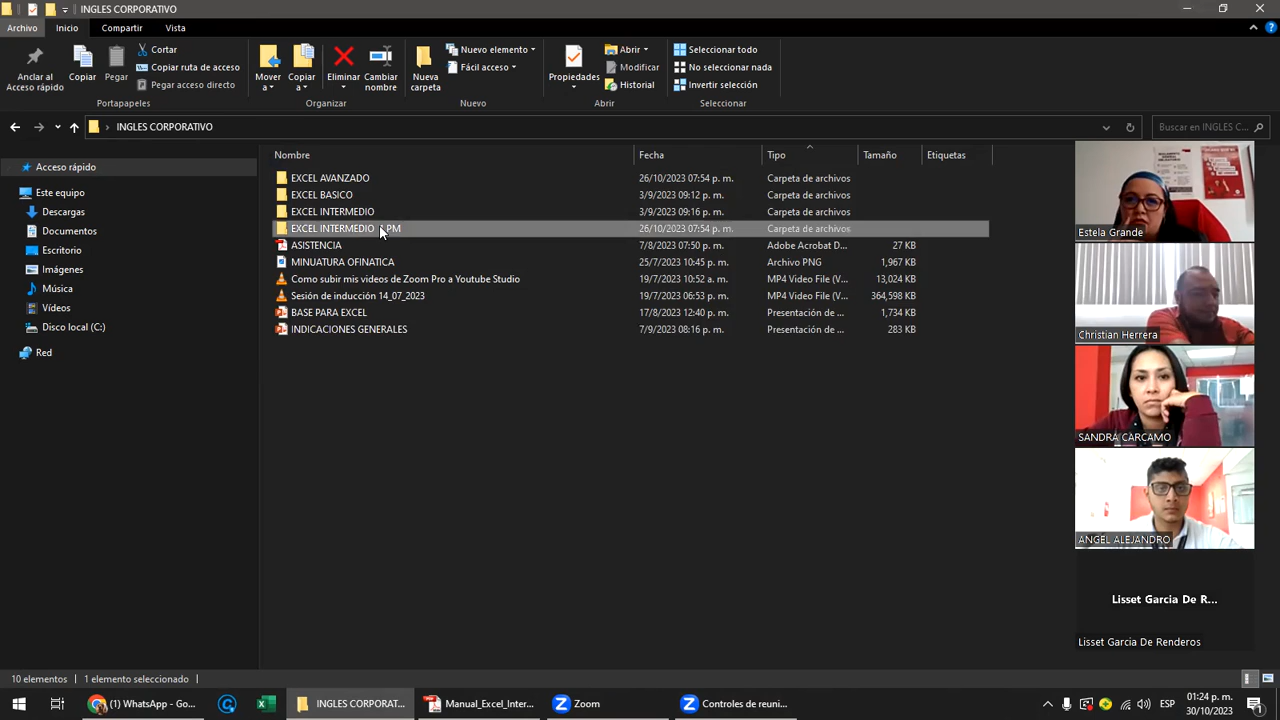 INGLES CORPORATIVO
Archivo Inicio Compartir Vista
Anclar al Acceso rápido
Copiar
Pegar
Cortar
Copiar ruta de acceso
Pegar acceso directo
Portapapeles
Mover a
Copiar a
Eliminar
Cambiar nombre
Organizar
Nueva carpeta
Nuevo elemento
Fácil acceso
Nuevo
Propiedades
Abrir
Modificar
Historial
Abrir
Seleccionar todo
No seleccionar nada
Invertir selección
Seleccionar
INGLES CORPORATIVO
Buscar en INGLES C...
Acceso rápido
Este equipo
Descargas
Documentos
Escritorio
Imágenes
Música
Vídeos
Disco local (C:)
Red
Nombre Fecha Tipo Tamaño Etiquetas
EXCEL AVANZADO 26/10/2023 07:54 p. m. Carpeta de archivos
EXCEL BASICO 3/9/2023 09:12 p. m. Carpeta de archivos
EXCEL INTERMEDIO 3/9/2023 09:16 p. m. Carpeta de archivos
EXCEL INTERMEDIO PM 26/10/2023 07:54 p. m. Carpeta de archivos
ASISTENCIA 7/8/2023 07:50 p. m. Adobe Acrobat D... 27 KB
MINUATURA OFINATICA 25/7/2023 10:45 p. m. Archivo PNG 1,967 KB
Como subir mis videos de Zoom Pro a Youtube Studio 19/7/2023 10:52 a. m. MP4 Video File (V... 13,024 KB
Sesión de inducción 14_07_2023 19/7/2023 06:53 p. m. MP4 Video File (V... 364,598 KB
BASE PARA EXCEL 17/8/2023 12:40 p. m. Presentación de ... 1,734 KB
INDICACIONES GENERALES 7/9/2023 08:16 p. m. Presentación de ... 283 KB
Estela Grande
Christian Herrera
SANDRA CARCAMO
ANGEL ALEJANDRO
Lisset Garcia De R...
Lisset Garcia De Renderos
10 elementos 1 elemento seleccionado
(1) WhatsApp - Go...
INGLES CORPORAT...
Manual_Excel_Inter...
Zoom
Controles de reuni...
ESP
01:24 p. m.
30/10/2023